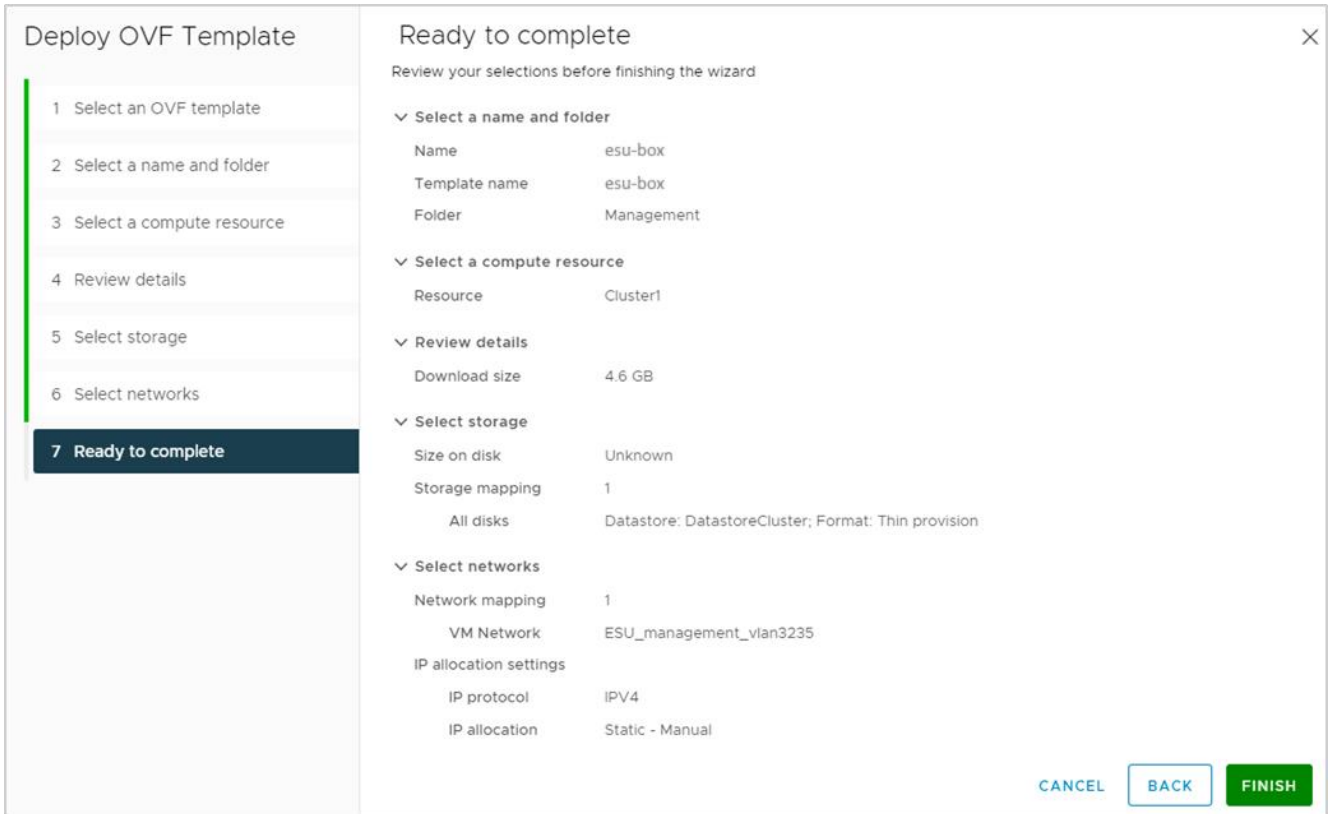 Deploy OVF Template
1 Select an OVF template
2 Select a name and folder
3 Select a compute resource
4 Review details
5 Select storage
6 Select networks
7 Ready to complete
Ready to complete
Review your selections before finishing the wizard
Select a name and folder
Name esu-box
Template name esu-box
Folder Management
Select a compute resource
Resource Cluster1
Review details
Download size 4.6 GB
Select storage
Size on disk Unknown
Storage mapping 1
All disks Datastore: DatastoreCluster; Format: Thin provision
Select networks
Network mapping 1
VM Network ESU_management_vlan3235
IP allocation settings
IP protocol IPV4
IP allocation Static - Manual
CANCEL BACK FINISH